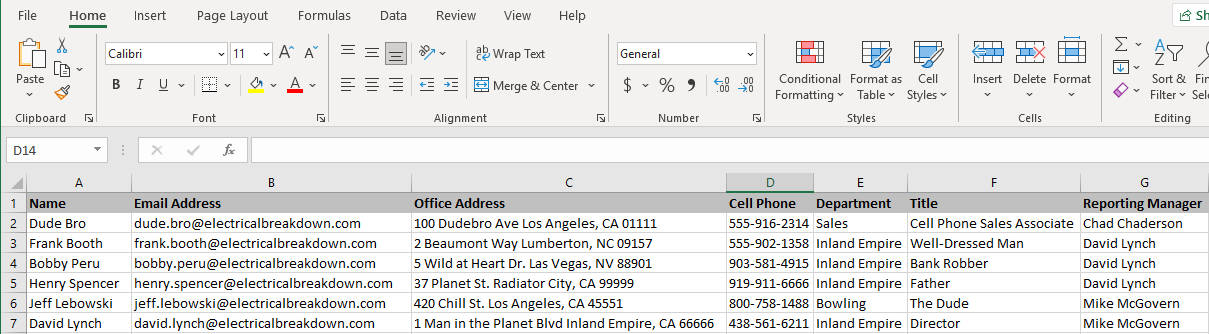 File Home Insert Page Layout Formulas Data Review View Help Sh
Paste
Calibri 11 A A
B I U A
ab Wrap Text
Merge & Center
General
$ % 9 .00
Conditional Formatting
Format as Table
Cell Styles
Insert Delete Format
Sort & Filter
Fin Sele
Clipboard Font Alignment Number Styles Cells Editing
D14 fx
A B C D E F G
1 Name Email Address Office Address Cell Phone Department Title Reporting Manager
2 Dude Bro dude.bro@electricalbreakdown.com 100 Dudebro Ave Los Angeles, CA 01111 555-916-2314 Sales Cell Phone Sales Associate Chad Chaderson
3 Frank Booth frank.booth@electricalbreakdown.com 2 Beaumont Way Lumberton, NC 09157 555-902-1358 Inland Empire Well-Dressed Man David Lynch
4 Bobby Peru bobby.peru@electricalbreakdown.com 5 Wild at Heart Dr. Las Vegas, NV 88901 903-581-4915 Inland Empire Bank Robber David Lynch
5 Henry Spencer henry.spencer@electricalbreakdown.com 37 Planet St. Radiator City, CA 99999 919-911-6666 Inland Empire Father David Lynch
6 Jeff Lebowski jeff.lebowski@electricalbreakdown.com 420 Chill St. Los Angeles, CA 45551 800-758-1488 Bowling The Dude Mike McGovern
7 David Lynch david.lynch@electricalbreakdown.com 1 Man in the Planet Blvd Inland Empire, CA 66666 438-561-6211 Inland Empire Director Mike McGovern